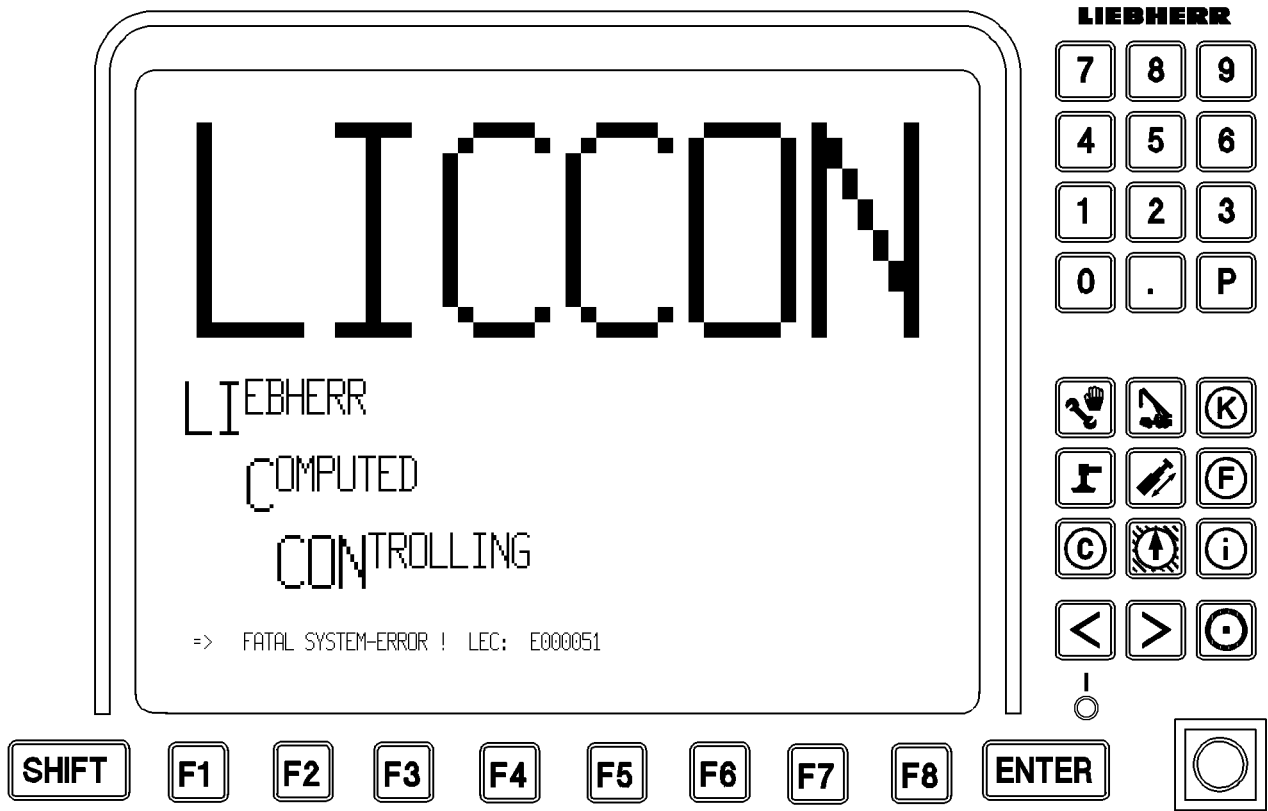 LIEBHERR
7 8 9
LICCON
4 5 6
1 2 3
0 . P
LIEBHERR
K
COMPUTED
F
CONTROLLING
C i
=> FATAL SYSTEM-ERROR ! LEC: E000051
< >
I
SHIFT F1 F2 F3 F4 F5 F6 F7 F8 ENTER